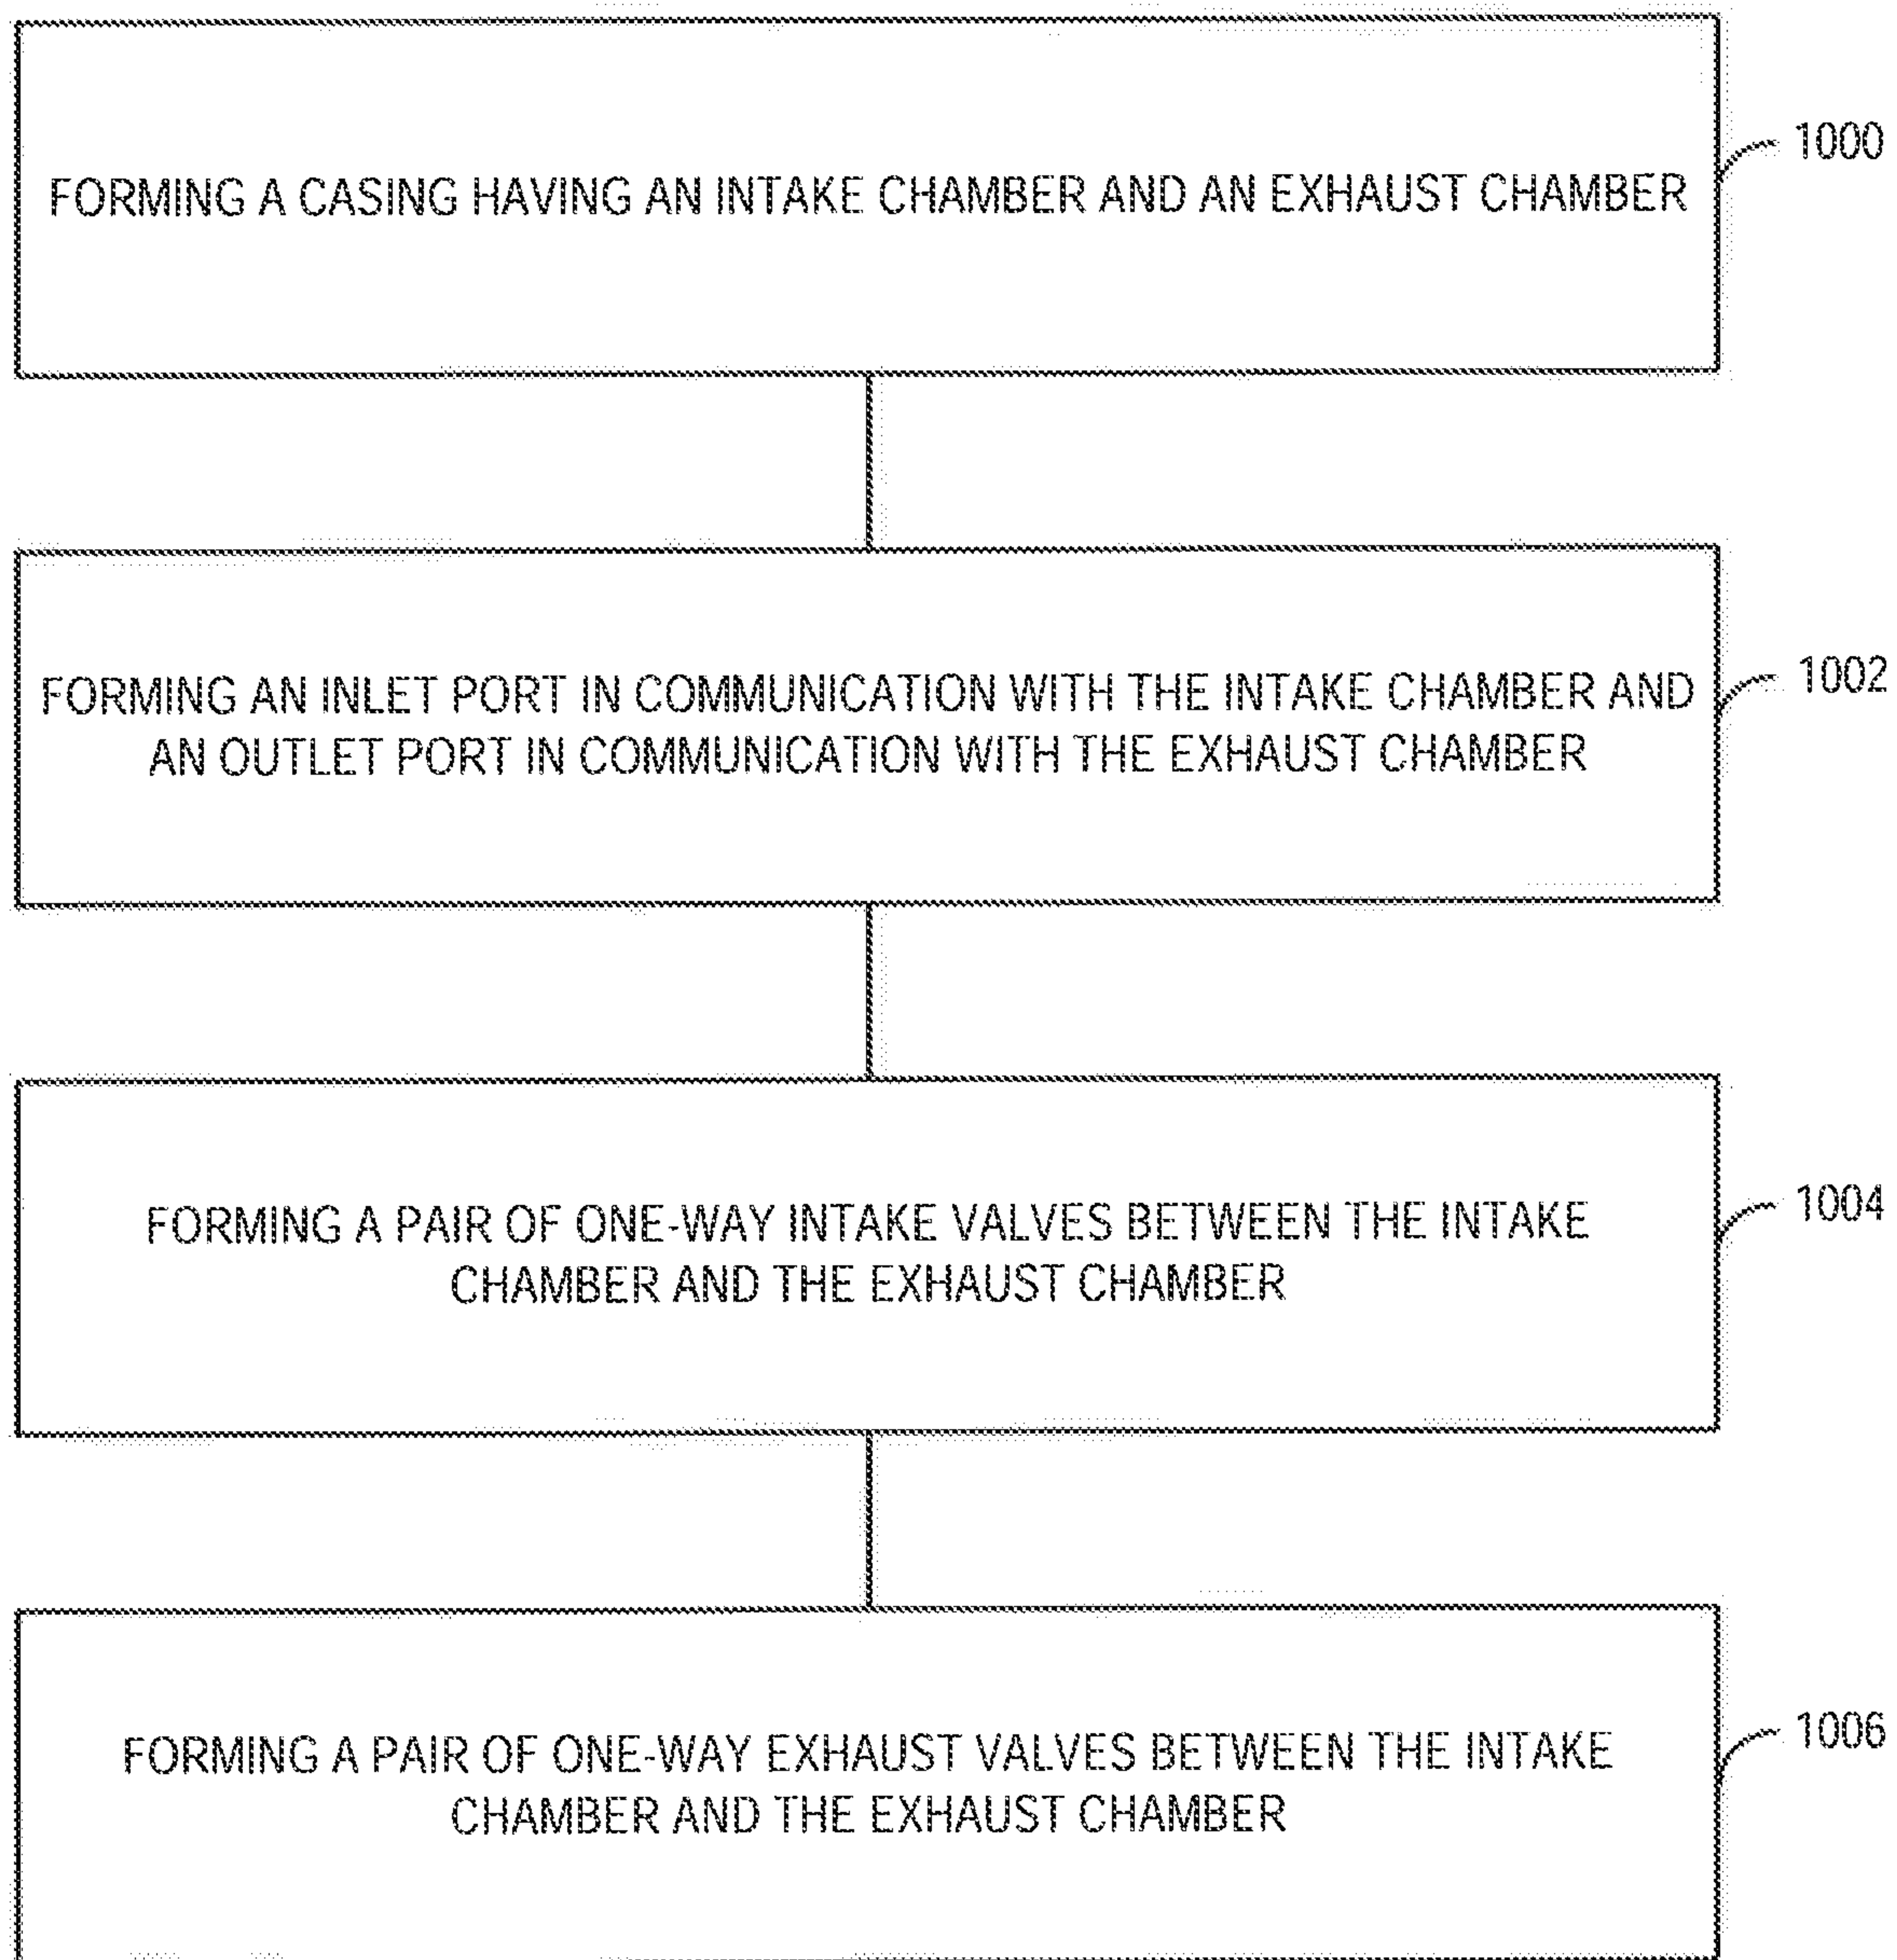 FORMING A CASING HAVING AN INTAKE CHAMBER AND AN EXHAUST CHAMBER
1000
FORMING AN INLET PORT IN COMMUNICATION WITH THE INTAKE CHAMBER AND
AN OUTLET PORT IN COMMUNICATION WITH THE EXHAUST CHAMBER
1002
FORMING A PAIR OF ONE-WAY INTAKE VALVES BETWEEN THE INTAKE
CHAMBER AND THE EXHAUST CHAMBER
1004
FORMING A PAIR OF ONE-WAY EXHAUST VALVES BETWEEN THE INTAKE
CHAMBER AND THE EXHAUST CHAMBER
1006